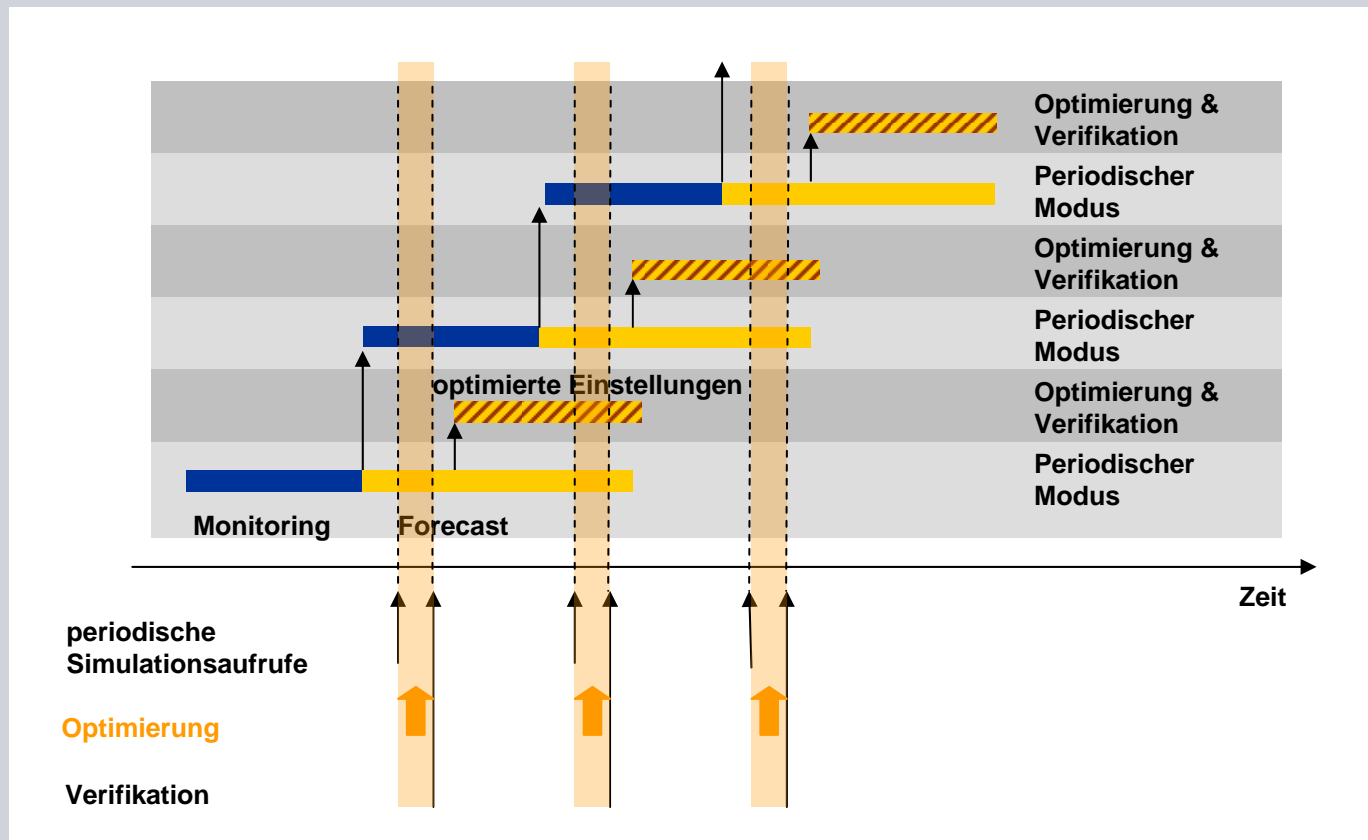 Optimierung &
Verifikation
Periodischer
Modus
Optimierung &
Verifikation
Periodischer
Modus
optimierte Einstellungen
Optimierung &
Verifikation
Periodischer
Modus
Monitoring
Forecast
Zeit
periodische
Simulationsaufrufe
Optimierung
Verifikation